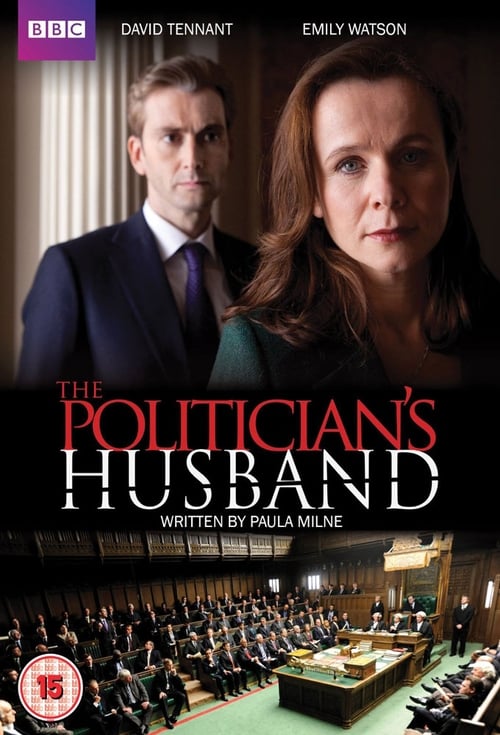 BBC
DAVID TENNANT
EMILY WATSON
THE
POLITICIAN'S
HUSBAND
WRITTEN BY PAULA MILNE
15